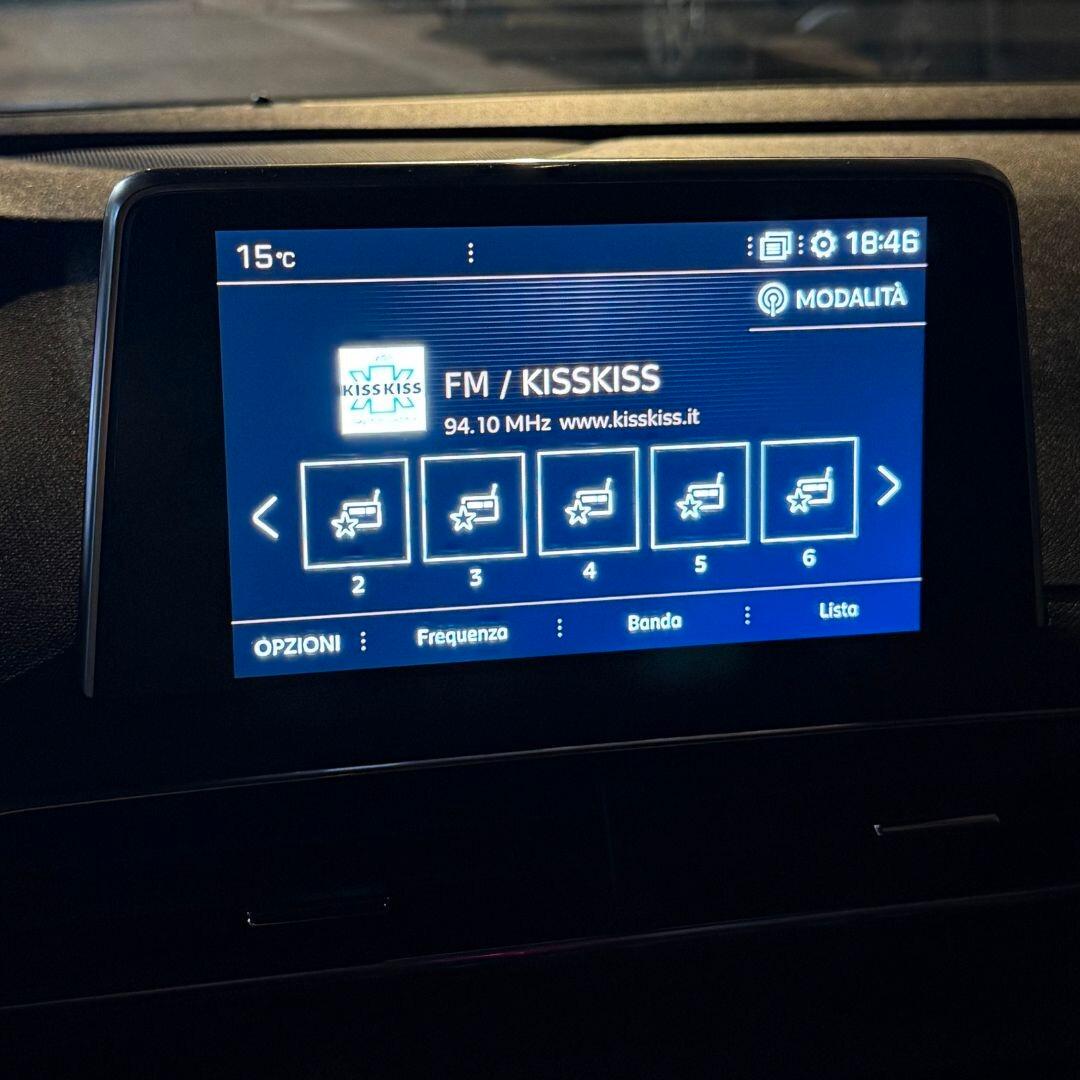 15°C
18:46
MODALITÀ
KISSKISS
FM / KISSKISS
94.10 MHz www.kisskiss.it
2 3 4 5 6
OPZIONI Frequenza Banda Lista